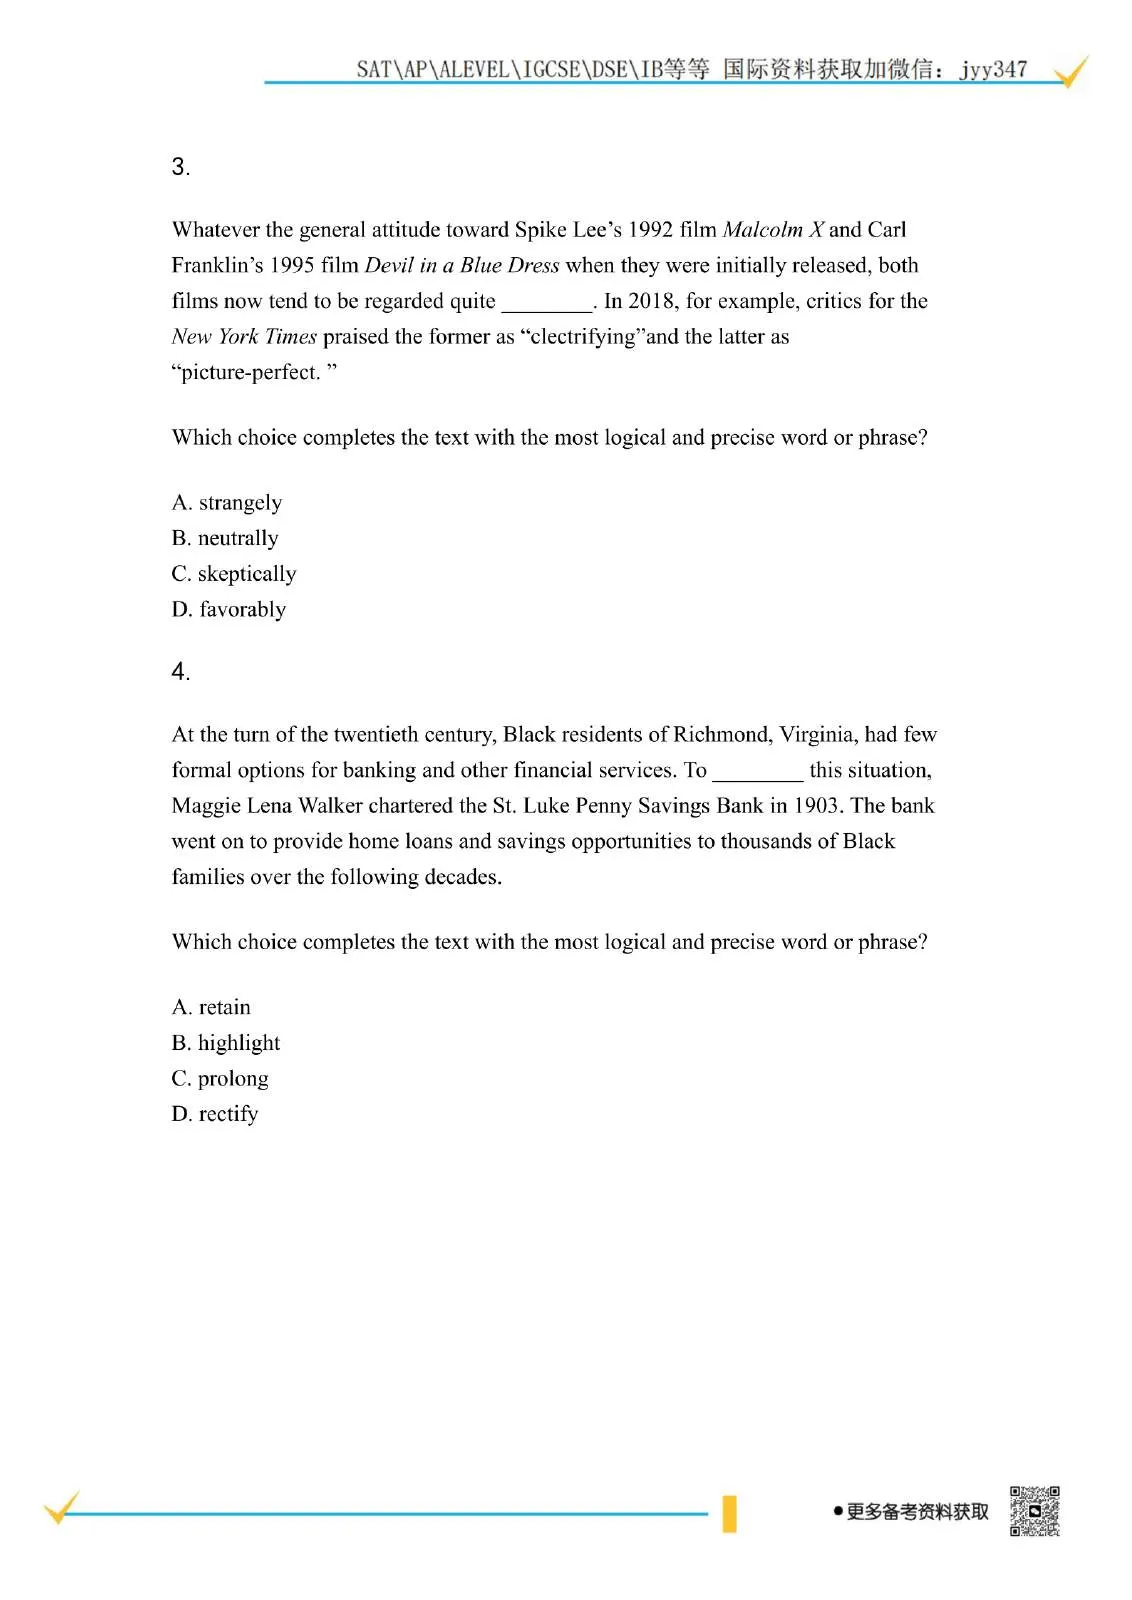 SAT\AP\ALEVEL\IGCSE\DSE\IB等等 国际资料获取加微信：jyy347
3.
Whatever the general attitude toward Spike Lee’s 1992 film Malcolm X and Carl
Franklin’s 1995 film Devil in a Blue Dress when they were initially released, both
films now tend to be regarded quite ________. In 2018, for example, critics for the
New York Times praised the former as “clectrifying”and the latter as
“picture-perfect. ”
Which choice completes the text with the most logical and precise word or phrase?
A. strangely
B. neutrally
C. skeptically
D. favorably
4.
At the turn of the twentieth century, Black residents of Richmond, Virginia, had few
formal options for banking and other financial services. To ________ this situation,
Maggie Lena Walker chartered the St. Luke Penny Savings Bank in 1903. The bank
went on to provide home loans and savings opportunities to thousands of Black
families over the following decades.
Which choice completes the text with the most logical and precise word or phrase?
A. retain
B. highlight
C. prolong
D. rectify
●更多备考资料获取